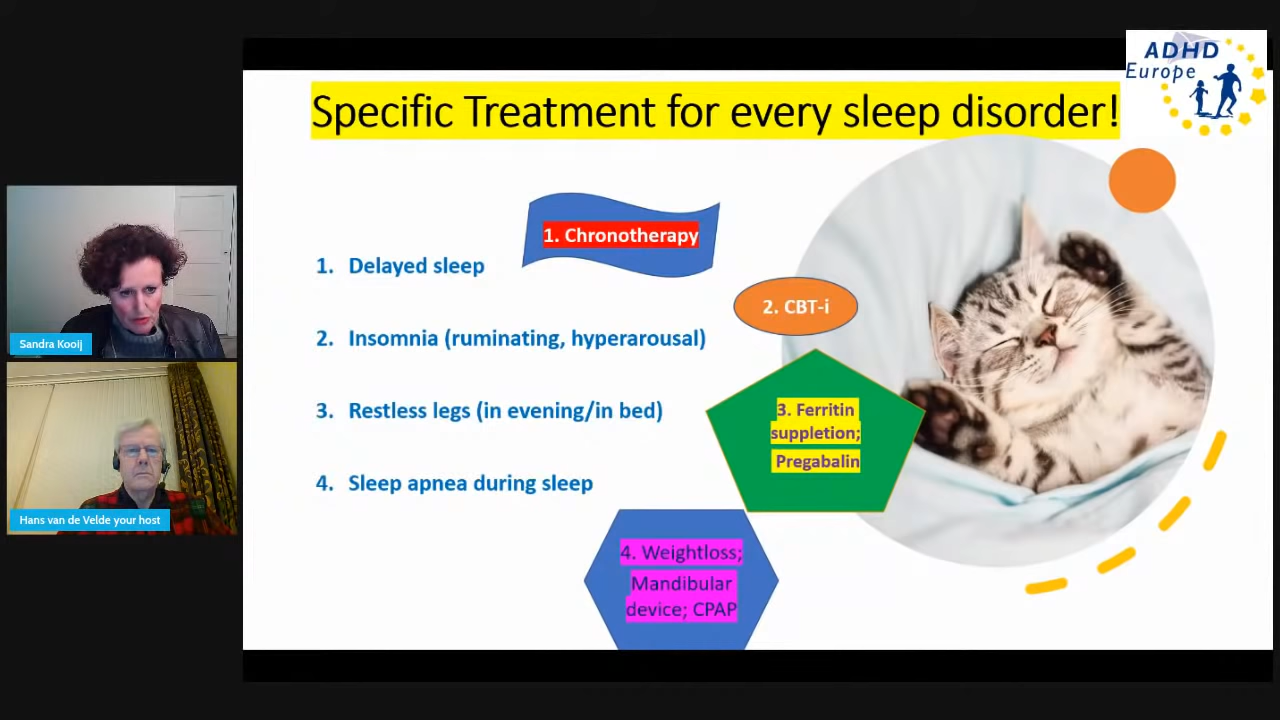 ADHD
Europe
Specific Treatment for every sleep disorder!
1. Chronotherapy
1. Delayed sleep
2. CBT-i
2. Insomnia (ruminating, hyperarousal)
3. Restless legs (in evening/in bed)
3. Ferritin
suppletion;
Pregabalin
4. Sleep apnea during sleep
4. Weightloss;
Mandibular
device; CPAP
Sandra Kooij
Hans van de Velde your host